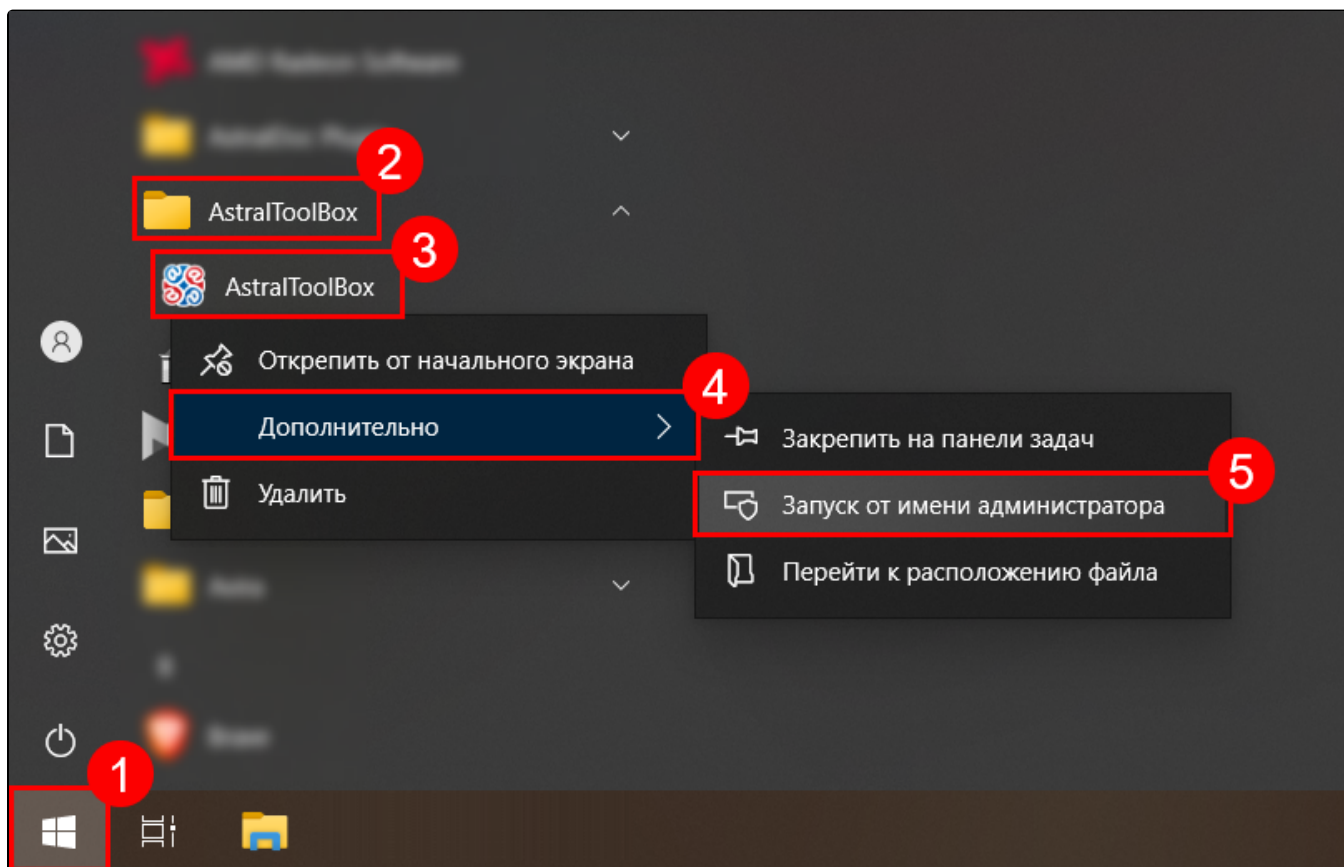 2
AstralToolBox
3
AstralToolBox
Открепить от начального экрана
4
Дополнительно
Закрепить на панели задач
5
Удалить
Запуск от имени администратора
Перейти к расположению файла
1